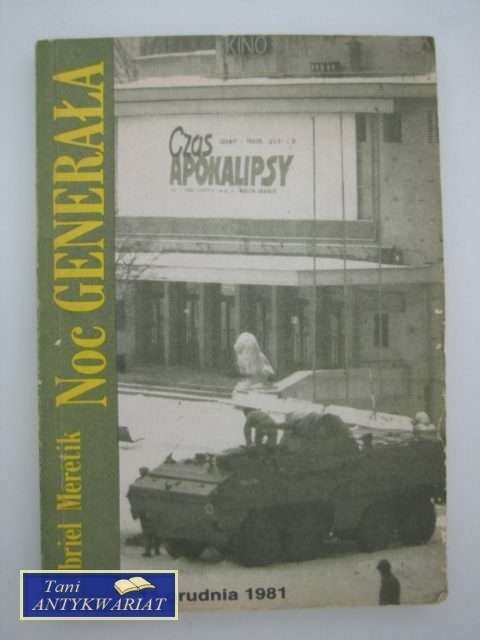 KINO
Czas
APOKALIPSY
briel Meretik
NOC GENERAŁA
rudnia 1981
Tani
ANTYKWARIAT